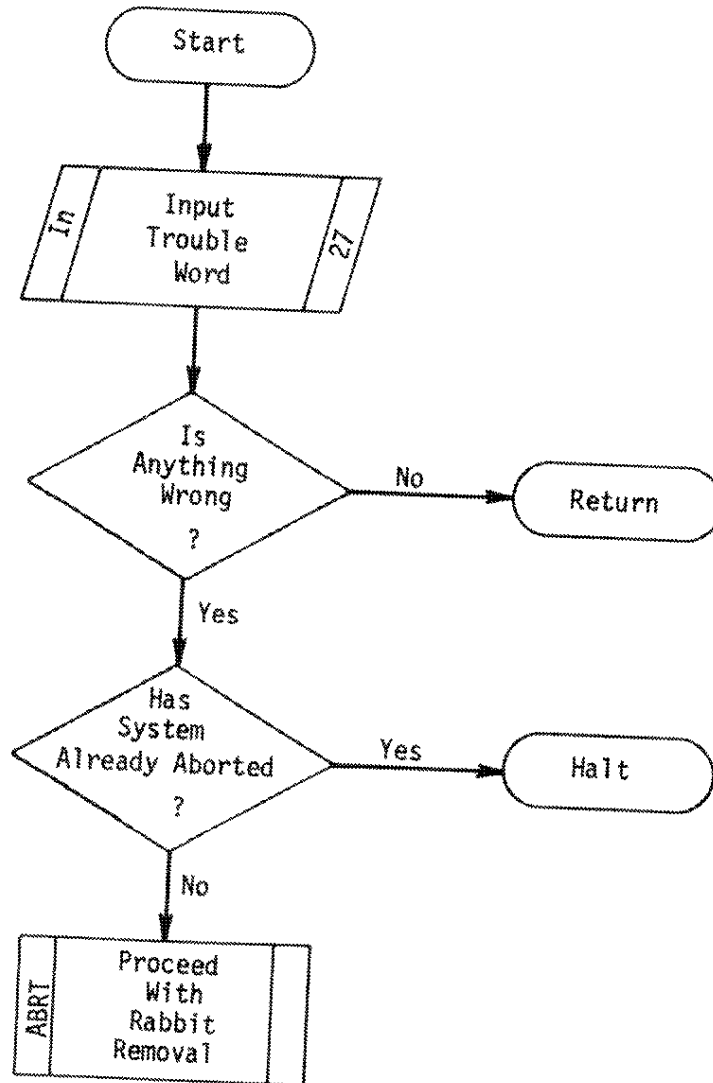 Start
In
Input
Trouble
Word
27
Is
Anything
Wrong
?
No
Return
Yes
Has
System
Already Aborted
?
Yes
Halt
No
ABRT
Proceed
With
Rabbit
Removal